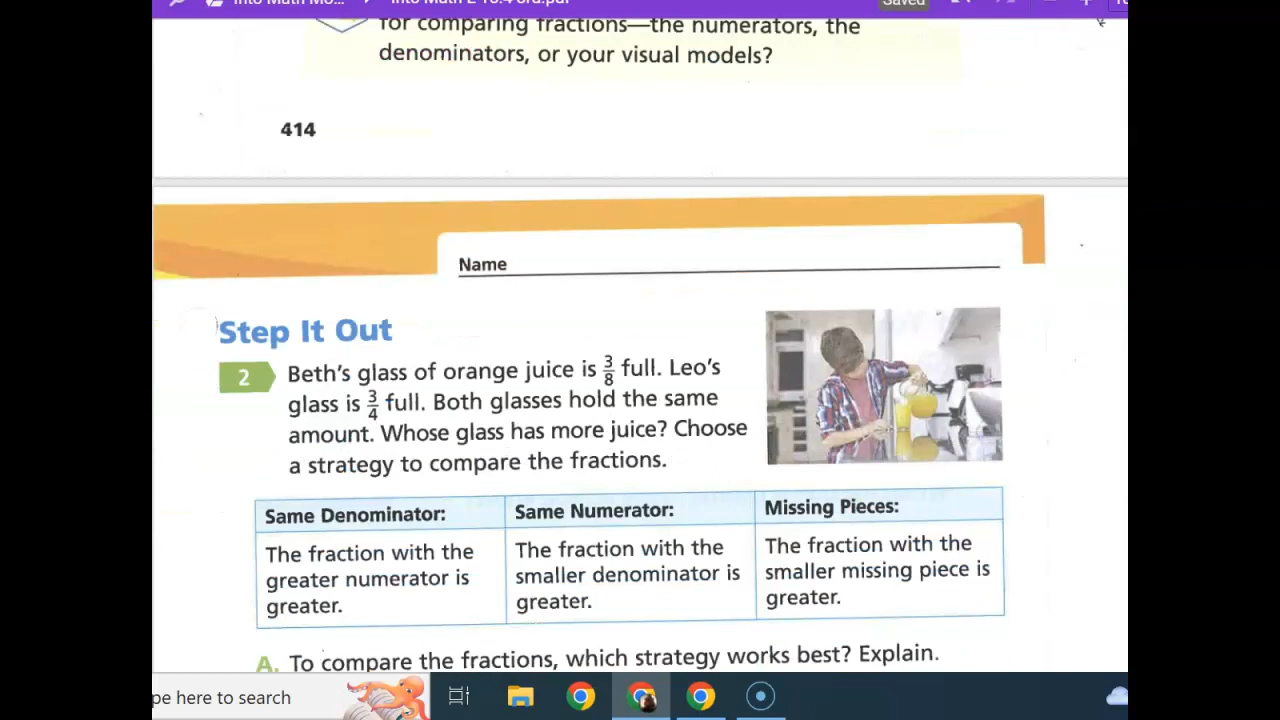 Into Math Mo...
Saved
for comparing fractions—the numerators, the
denominators, or your visual models?
414
Name
Step It Out
2 Beth's glass of orange juice is 3/8 full. Leo's
glass is 3/4 full. Both glasses hold the same
amount. Whose glass has more juice? Choose
a strategy to compare the fractions.
Same Denominator: Same Numerator: Missing Pieces:
The fraction with the The fraction with the The fraction with the
greater numerator is smaller denominator is smaller missing piece is
greater. greater. greater.
A. To compare the fractions, which strategy works best? Explain.
pe here to search